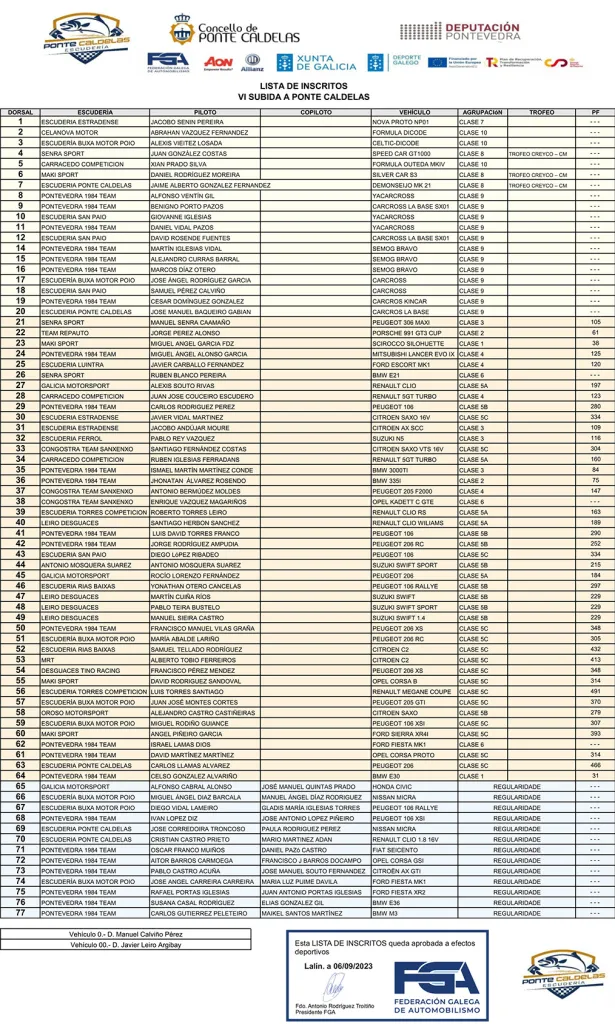 PONTE CALDELAS
ESCUDERÍA
Concello de
PONTE CALDELAS
DEPUTACIÓN
PONTEVEDRA
FGA
FEDERACIÓN GALEGA
DE AUTOMOBILISMO
AON
Allianz
XUNTA
DE GALICIA
DEPORTE
GALEGO
Financiado por
la Unión Europea
Plan de Recuperación,
Transformación
y Resiliencia
LISTA DE INSCRITOS
VI SUBIDA A PONTE CALDELAS
DORSAL ESCUDERÍA PILOTO COPILOTO VEHÍCULO AGRUPACIóN TROFEO PF
1 ESCUDERIA ESTRADENSE JACOBO SENIN PEREIRA NOVA PROTO NP01 CLASE 7 ---
2 CELANOVA MOTOR ABRAHAN VAZQUEZ FERNANDEZ FORMULA DICODE CLASE 10 ---
3 ESCUDERÍA BUXA MOTOR POIO ALEXIS VIEITEZ LOSADA CELTIC-DICODE CLASE 10 ---
4 SENRA SPORT JUAN GONZÁLEZ COSTAS SPEED CAR GT1000 CLASE 8 TROFEO CREYCO – CM ---
5 CARRACEDO COMPETICION XIAN PRADO SILVA FORMULA OUTEDA MKIV CLASE 10 ---
6 MAKI SPORT DANIEL RODRÍGUEZ MOREIRA SILVER CAR S3 CLASE 8 TROFEO CREYCO – CM ---
7 ESCUDERIA PONTE CALDELAS JAIME ALBERTO GONZALEZ FERNANDEZ DEMONSEIJO MK 21 CLASE 8 TROFEO CREYCO – CM ---
8 PONTEVEDRA 1984 TEAM ALFONSO VENTÍN GIL YACARCROSS CLASE 9 ---
9 PONTEVEDRA 1984 TEAM BENIGNO PORTO PAZOS CARCROSS LA BASE SX01 CLASE 9 ---
10 ESCUDERIA SAN PAIO GIOVANNE IGLESIAS YACARCROSS CLASE 9 ---
11 PONTEVEDRA 1984 TEAM DANIEL VIDAL PAZOS YACARCROSS CLASE 9 ---
12 ESCUDERIA SAN PAIO DAVID ROSENDE FUENTES CARCROSS LA BASE SX01 CLASE 9 ---
14 PONTEVEDRA 1984 TEAM MARTÍN IGLESIAS VIDAL SEMOG BRAVO CLASE 9 ---
15 PONTEVEDRA 1984 TEAM ALEJANDRO CURRAS BARRAL SEMOG BRAVO CLASE 9 ---
16 PONTEVEDRA 1984 TEAM MARCOS DÍAZ OTERO SEMOG BRAVO CLASE 9 ---
17 ESCUDERÍA BUXA MOTOR POIO JOSE ÁNGEL RODRÍGUEZ GARCIA CARCROSS CLASE 9 ---
18 ESCUDERIA SAN PAIO SAMUEL PÉREZ CALVIÑO CARCROSS CLASE 9 ---
19 PONTEVEDRA 1984 TEAM CESAR DOMÍNGUEZ GONZALEZ CARCROS KINCAR CLASE 9 ---
20 ESCUDERIA PONTE CALDELAS JOSE MANUEL BAQUEIRO GABIAN CARCROS LA BASE CLASE 9 ---
21 SENRA SPORT MANUEL SENRA CAAMAÑO PEUGEOT 306 MAXI CLASE 3 105
22 TEAM REPAUTO JORGE PEREZ ALONSO PORSCHE 991 GT3 CUP CLASE 2 61
23 MAKI SPORT MIGUEL ANGEL GARCIA FDZ SCIROCCO SILOHUETTE CLASE 1 38
24 PONTEVEDRA 1984 TEAM MIGUEL ÁNGEL ALONSO GARCIA MITSUBISHI LANCER EVO IX CLASE 4 125
25 ESCUDERIA LUINTRA JAVIER CARBALLO FERNANDEZ FORD ESCORT MK1 CLASE 4 120
26 SENRA SPORT RUBEN BLANCO PEREIRA BMW E21 CLASE 6 ---
27 GALICIA MOTORSPORT ALEXIS SOUTO RIVAS RENAULT CLIO CLASE 5A 197
28 CARRACEDO COMPETICION JUAN JOSE COUCEIRO ESCUDERO RENAULT 5GT TURBO CLASE 4 123
29 PONTEVEDRA 1984 TEAM CARLOS RODRIGUEZ PEREZ PEUGEOT 106 CLASE 5B 280
30 ESCUDERIA ESTRADENSE JAVIER VIDAL MARTINEZ CITROEN SAXO 16V CLASE 5C 334
31 ESCUDERIA ESTRADENSE JACOBO ANDÚJAR MOURE CITROEN AX SCC CLASE 3 109
32 ESCUDERIA FERROL PABLO REY VAZQUEZ SUZUKI N5 CLASE 3 116
33 CONGOSTRA TEAM SANXENXO SANTIAGO FERNÁNDEZ COSTAS CITROEN SAXO VTS 16V CLASE 5C 304
34 CARRACEDO COMPETICION RUBEN IGLESIAS FERRADANS RENAULT 5GT TURBO CLASE 5A 160
35 PONTEVEDRA 1984 TEAM ISMAEL MARTÍN MARTÍNEZ CONDE BMW 3000TI CLASE 3 84
36 PONTEVEDRA 1984 TEAM JHONATAN ÁLVAREZ ROSENDO BMW 335I CLASE 2 75
37 CONGOSTRA TEAM SANXENXO ANTONIO BERMÚDEZ MOLDES PEUGEOT 205 F2000 CLASE 4 147
38 CONGOSTRA TEAM SANXENXO ENRIQUE VAZQUEZ MAGARIÑOS OPEL KADETT C GTE CLASE 6 ---
39 ESCUDERIA TORRES COMPETICION ROBERTO TORRES LEIRO RENAULT CLIO RS CLASE 5A 163
40 LEIRO DESGUACES SANTIAGO HERBON SANCHEZ RENAULT CLIO WILIAMS CLASE 5A 189
41 PONTEVEDRA 1984 TEAM LUIS DAVID TORRES FRANCO PEUGEOT 106 CLASE 5B 290
42 PONTEVEDRA 1984 TEAM JORGE RODRÍGUEZ AMPUDIA PEUGEOT 206 RC CLASE 5B 252
43 ESCUDERIA SAN PAIO DIEGO LóPEZ RIBADEO PEUGEOT 106 CLASE 5C 334
44 ANTONIO MOSQUERA SUAREZ ANTONIO MOSQUERA SUAREZ SUZUKI SWIFT SPORT CLASE 5B 215
45 GALICIA MOTORSPORT ROCÍO LORENZO FERNÁNDEZ PEUGEOT 206 CLASE 5A 184
46 ESCUDERIA RIAS BAIXAS YONATHAN OTERO CANCELAS PEUGEOT 106 RALLYE CLASE 5B 297
47 LEIRO DESGUACES MARTÍN CUIÑA RÍOS SUZUKI SWIFT CLASE 5B 229
48 LEIRO DESGUACES PABLO TEIRA BUSTELO SUZUKI SWIFT SPORT CLASE 5B 229
49 LEIRO DESGUACES MANUEL SIEIRA CASTRO SUZUKI SWIFT 1.4 CLASE 5B 229
50 PONTEVEDRA 1984 TEAM FRANCISCO MANUEL VILAS GRAÑA PEUGEOT 206 XS CLASE 5C 348
51 ESCUDERÍA BUXA MOTOR POIO MARÍA ABALDE LARIÑO PEUGEOT 206 RC CLASE 5C 305
52 ESCUDERIA RIAS BAIXAS SAMUEL TELLADO RODRÍGUEZ CITROEN C2 CLASE 5C 432
53 MRT ALBERTO TOBIO FERREIROS CITROEN C2 CLASE 5C 413
54 DESGUACES TINO RACING FRANCISCO PÉREZ MENDEZ PEUGEOT 206 XS CLASE 5C 348
55 MAKI SPORT DAVID RODRIGUEZ SANMARTIN OPEL CORSA B CLASE 5C 314
56 ESCUDERIA TORRES COMPETICION LUIS TORRES SANTIAGO RENAULT MEGANE COUPE CLASE 5C 491
57 ESCUDERÍA BUXA MOTOR POIO JUAN JOSÉ MONTES CORTES PEUGEOT 205 GTI CLASE 5C 370
58 OROSO MOTORSPORT ALEJANDRO CASTRO CASTIÑEIRAS CITROEN SAXO CLASE 5B 279
59 ESCUDERÍA BUXA MOTOR POIO MIGUEL RODIÑO GUIANCE PEUGEOT 106 XSI CLASE 5C 307
60 MAKI SPORT ANGEL PIÑEIRO GARCIA FORD SIERRA XR4I CLASE 5C 393
62 PONTEVEDRA 1984 TEAM ISRAEL LAMAS DIOS FORD FIESTA MK1 CLASE 6 ---
61 PONTEVEDRA 1984 TEAM DAVID MARTÍNEZ MARTÍNEZ OPEL CORSA PROTO CLASE 5C 314
63 ESCUDERIA PONTE CALDELAS CARLOS LLAMAS ALVAREZ PEUGEOT 206 CLASE 5C 466
64 PONTEVEDRA 1984 TEAM CELSO GONZALEZ ALVARIÑO BMW E30 CLASE 1 31
65 GALICIA MOTORSPORT ALFONSO CABRAL ALONSO JOSÉ MANUEL QUINTAS PRADO HONDA CIVIC REGULARIDADE ---
66 ESCUDERÍA BUXA MOTOR POIO MIGUEL ÁNGEL DIAZ BARCALA MANUEL ÁNGEL DÍAZ RODRIGUEZ NISSAN MICRA REGULARIDADE ---
67 ESCUDERÍA BUXA MOTOR POIO DIEGO VIDAL LAMEIRO GLADIS MARÍA IGLESIAS TORRES PEUGEOT 106 RALLYE REGULARIDADE ---
68 PONTEVEDRA 1984 TEAM IVAN LOPEZ DIZ JOSE ANTONIO LOPEZ PIÑEIRO PEUGEOT 106 XSI REGULARIDADE ---
69 ESCUDERIA PONTE CALDELAS JOSE CORREDOIRA TRONCOSO PAULA RODRIGUEZ PEREZ NISSAN MICRA REGULARIDADE ---
70 ESCUDERIA PONTE CALDELAS CRISTIAN CASTRO PRIETO MARIO MARTINEZ ADAN RENAULT CLIO 1.8 16V REGULARIDADE ---
71 PONTEVEDRA 1984 TEAM OSCAR FRANCO MUIÑOS DANIEL PAZó CASTRO FIAT SEICENTO REGULARIDADE ---
72 PONTEVEDRA 1984 TEAM AITOR BARROS CARMOEGA FRANCISCO J BARROS DOCAMPO OPEL CORSA GSI REGULARIDADE ---
73 PONTEVEDRA 1984 TEAM PABLO CASTRO ACUÑA JOSE MANUEL SOUTO FERNANDEZ CITROËN AX GTI REGULARIDADE ---
74 ESCUDERÍA BUXA MOTOR POIO JOSE ANGEL CARREIRA CARREIRA MARIA LUZ PUIME DAVILA FORD FIESTA MK1 REGULARIDADE ---
75 PONTEVEDRA 1984 TEAM RAFAEL PORTAS IGLESIAS JUAN ANTONIO PORTAS IGLESIAS FORD FIESTA XR2 REGULARIDADE ---
76 PONTEVEDRA 1984 TEAM SUSANA CASAL RODRÍGUEZ ELIAS GONZALEZ GIL BMW E36 REGULARIDADE ---
77 PONTEVEDRA 1984 TEAM CARLOS GUTIERREZ PELETEIRO MAIKEL SANTOS MARTÍNEZ BMW M3 REGULARIDADE ---
Vehículo 0.- D. Manuel Calviño Pérez
Vehículo 00.- D. Javier Leiro Argibay
Esta LISTA DE INSCRITOS queda aprobada a efectos
deportivos
Lalín. a 06/09/2023
Fdo. Antonio Rodríguez Troitiño
Presidente FGA
FGA
FEDERACIÓN GALEGA
DE AUTOMOBILISMO
PONTE CALDELAS
ESCUDERÍA